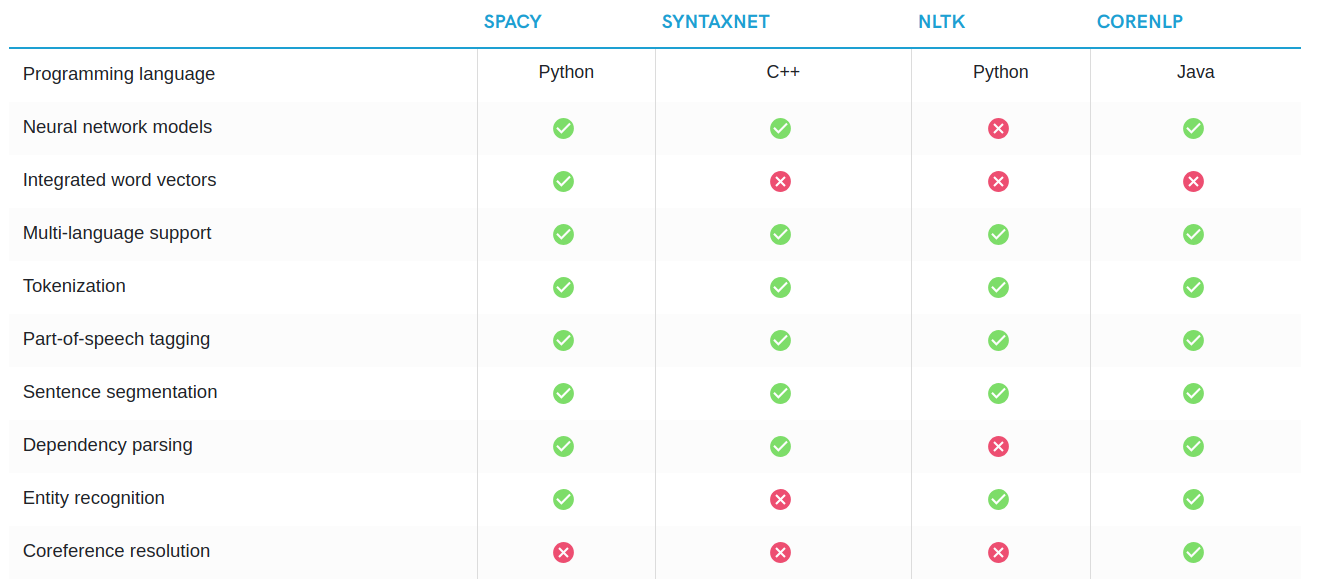 SPACY SYNTAXNET NLTK CORENLP
Programming language Python C++ Python Java
Neural network models
Integrated word vectors
Multi-language support
Tokenization
Part-of-speech tagging
Sentence segmentation
Dependency parsing
Entity recognition
Coreference resolution